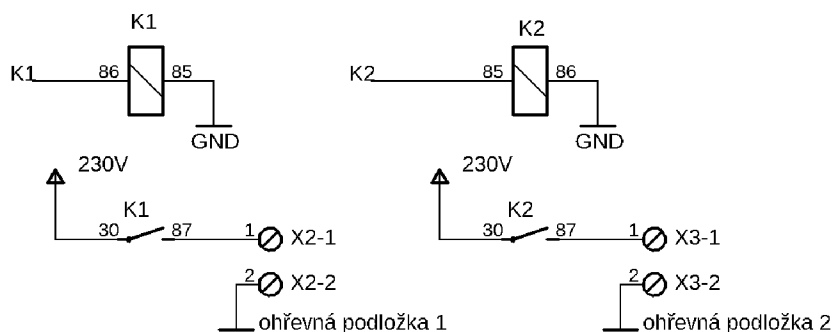 K1
K1 86 85
GND
230V
K1
30 87 1 X2-1
2 X2-2
ohřevná podložka 1
K2
K2 85 86
GND
230V
K2
30 87 1 X3-1
2 X3-2
ohřevná podložka 2